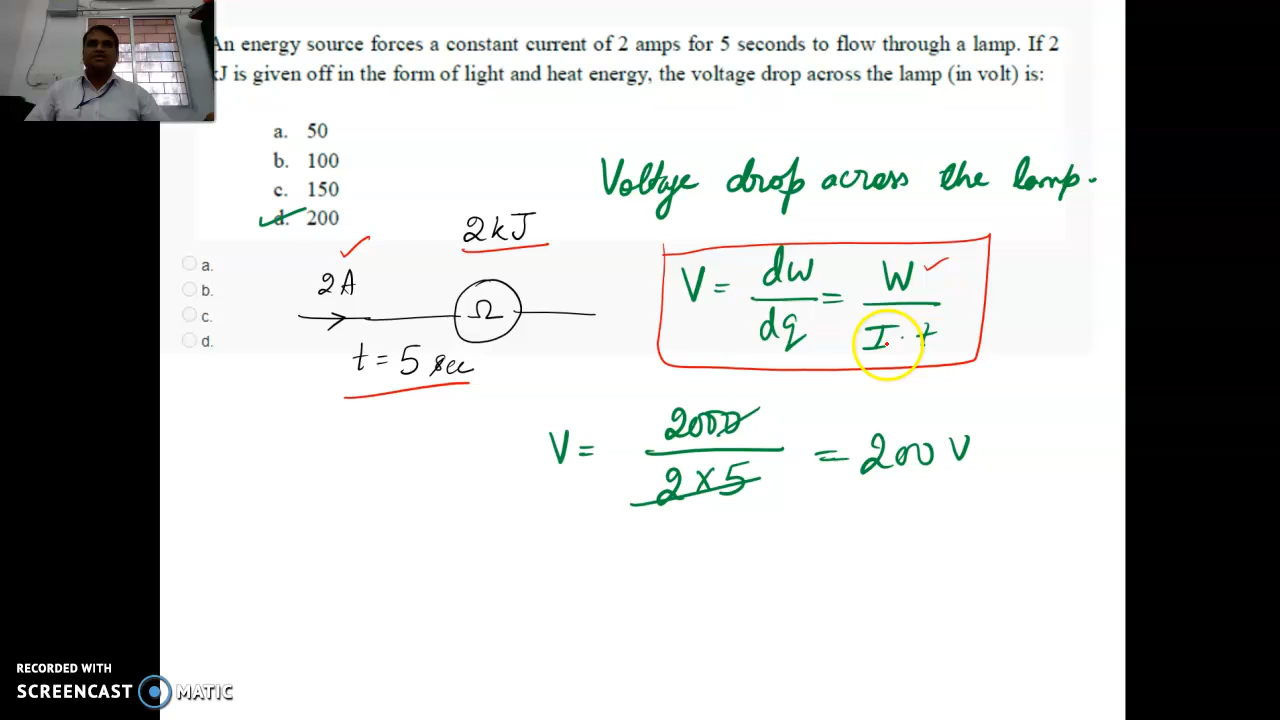 An energy source forces a constant current of 2 amps for 5 seconds to flow through a lamp. If 2
kJ is given off in the form of light and heat energy, the voltage drop across the lamp (in volt) is:
a. 50
b. 100
c. 150
d. 200
Voltage drop across the lamp.
2kJ
2A
Ω
t = 5 sec
V = dw/dq = W/I.t
a.
b.
c.
d.
V = 2000/2×5 = 200 V
RECORDED WITH
SCREENCAST MATIC